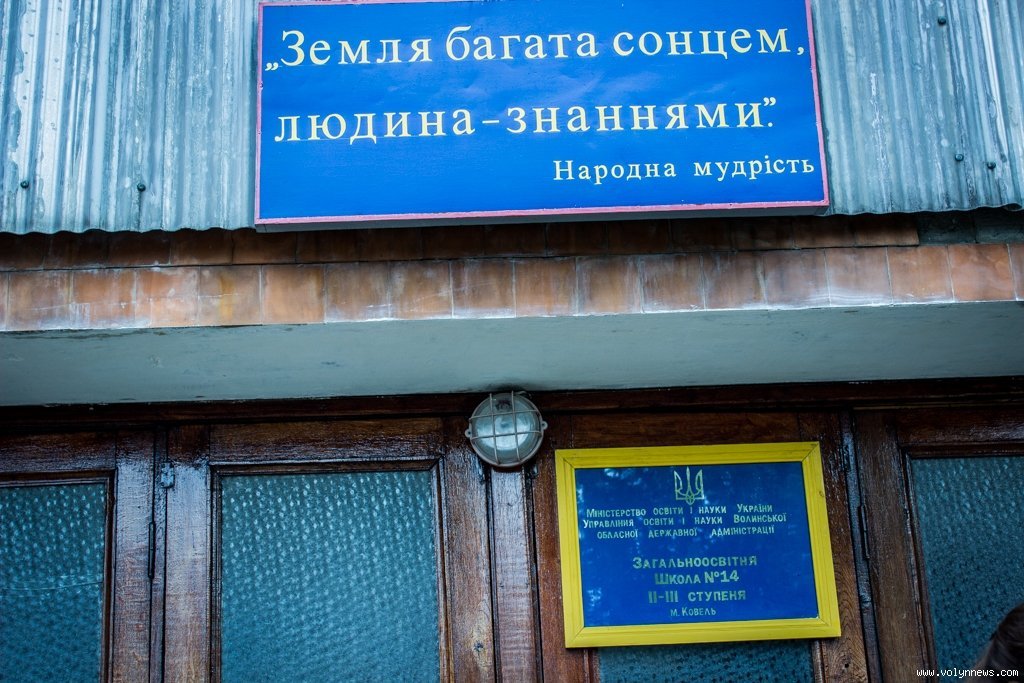 „Земля багата сонцем,
людина – знаннями”.
Народна мудрість
Міністерство освіти і науки України
Управління освіти і науки Волинської
обласної державної адміністрації
Загальноосвітня
Школа №14
II-III ступеня
м. Ковель
www.volynnews.com